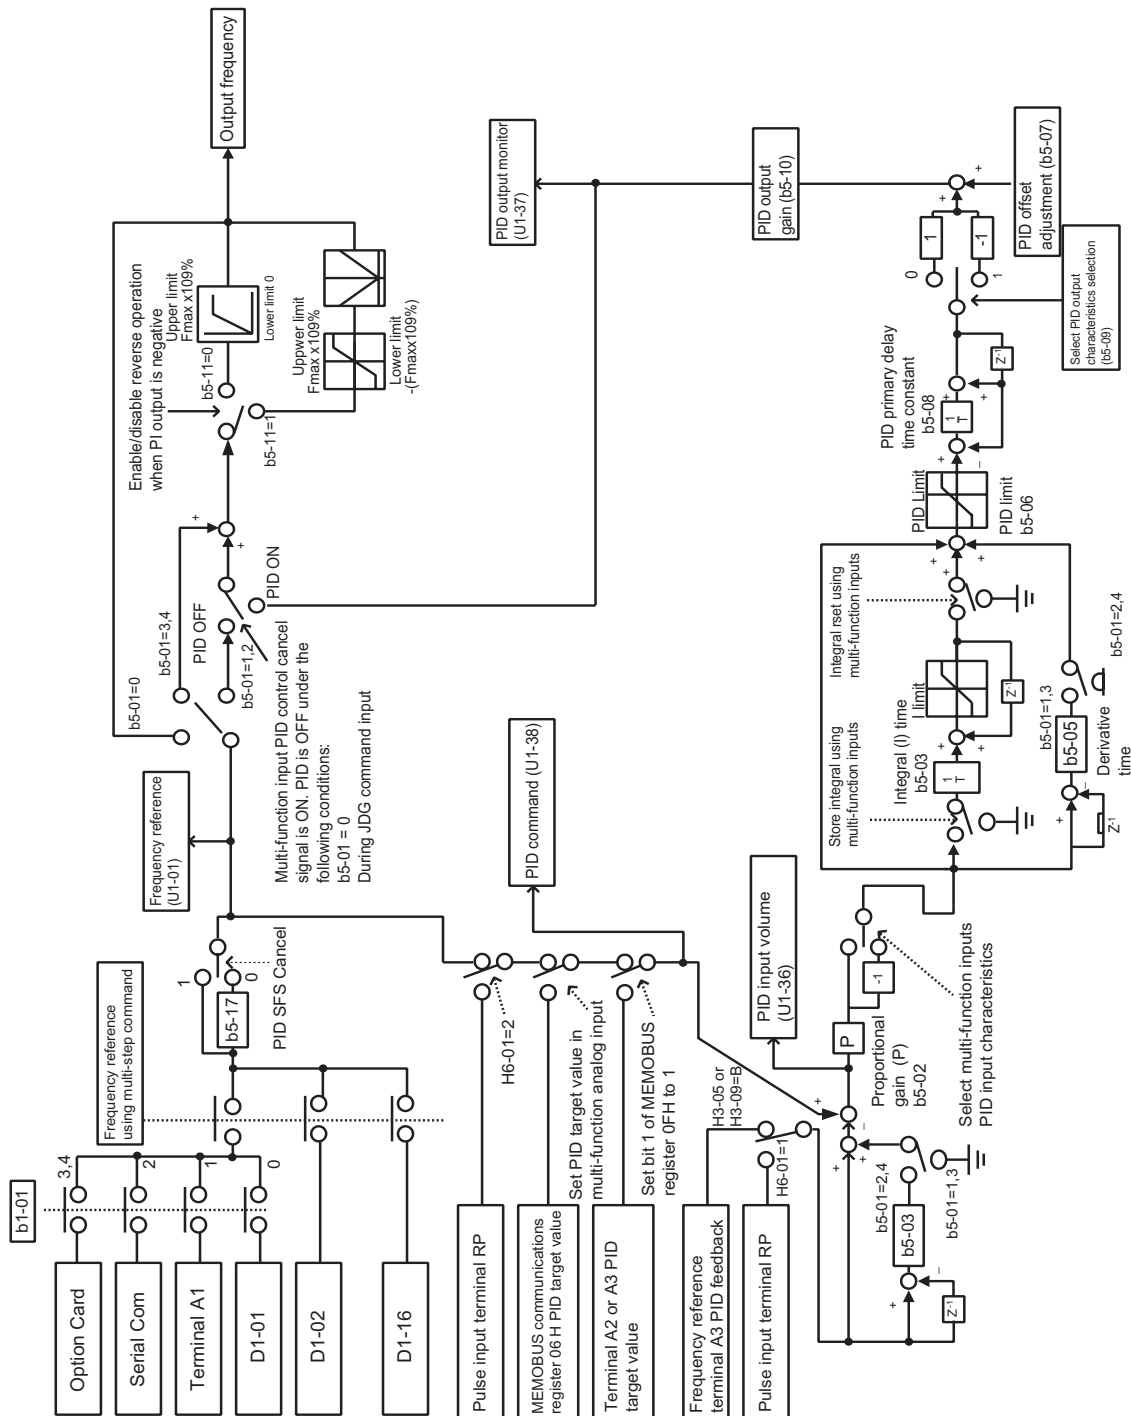 b1-01
Option Card
Serial Com
Terminal A1
D1-01
D1-02
D1-16
3,4
2
1
0
Frequency reference
using multi-step command
b5-17
1
0
PID SFS Cancel
Frequency reference
(U1-01)
b5-01=0
b5-01=3,4
PID OFF
b5-01=1,2
PID ON
+
+
Multi-function input PID control cancel
signal is ON. PID is OFF under the
following conditions:
b5-01 = 0
During JDG command input
Enable/disable reverse operation
when PI output is negative
Upper limit
Fmax x109%
b5-11=0
Lower limit 0
b5-11=1
Uppwer limit
Fmax x109%
Lower limit
-(Fmaxx109%)
Output frequency
Pulse input terminal RP
MEMOBUS communications
register 06 H PID target value
Terminal A2 or A3 PID
target value
Frequency reference
terminal A3 PID feedback
Pulse input terminal RP
H6-01=2
Set PID target value in
multi-function analog input
Set bit 1 of MEMOBUS
register 0FH to 1
H3-05 or
H3-09=B
H6-01=1
PID command (U1-38)
PID input volume
(U1-36)
PID output monitor
(U1-37)
PID output
gain (b5-10)
Z-1
+
–
b5-03
b5-01=2,4
b5-01=1,3
+
+
+
–
P
Proportional
gain (P)
b5-02
-1
Select multi-function inputs
PID input characteristics
Store integral using
multi-function inputs
Integral (I) time
b5-03
1
T
+
+
I limit
Z-1
Integral rset using
multi-function inputs
+
–
Z-1
b5-05
Derivative
time
b5-01=1,3
b5-01=2,4
+
+
+
PID Limit
PID limit
b5-06
PID primary delay
time constant
b5-08
+
–
1
T
+
+
Z-1
0
1
1
-1
Select PID output
characteristics selection
(b5-09)
PID offset
adjustment (b5-07)
+
+